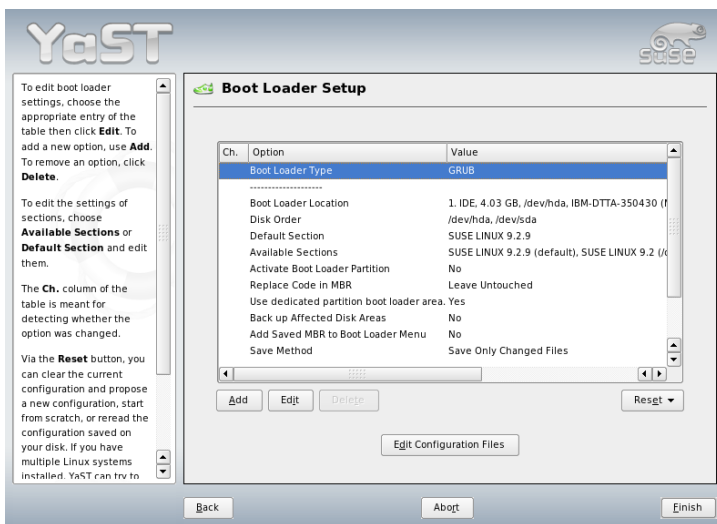 YaST
SUSE
To edit boot loader
settings, choose the
appropriate entry of the
table then click Edit. To
add a new option, use Add.
To remove an option, click
Delete.
To edit the settings of
sections, choose
Available Sections or
Default Section and edit
them.
The Ch. column of the
table is meant for
detecting whether the
option was changed.
Via the Reset button, you
can clear the current
configuration and propose
a new configuration, start
from scratch, or reread the
configuration saved on
your disk. If you have
multiple Linux systems
installed, YaST can try to
Boot Loader Setup
Ch. Option Value
Boot Loader Type GRUB
--------------------
Boot Loader Location 1. IDE, 4.03 GB, /dev/hda, IBM-DTTA-350430 (
Disk Order /dev/hda, /dev/sda
Default Section SUSE LINUX 9.2.9
Available Sections SUSE LINUX 9.2.9 (default), SUSE LINUX 9.2 (/
Activate Boot Loader Partition No
Replace Code in MBR Leave Untouched
Use dedicated partition boot loader area. Yes
Back up Affected Disk Areas No
Add Saved MBR to Boot Loader Menu No
Save Method Save Only Changed Files
Add Edit Delete Reset
Edit Configuration Files
Back Abort Finish